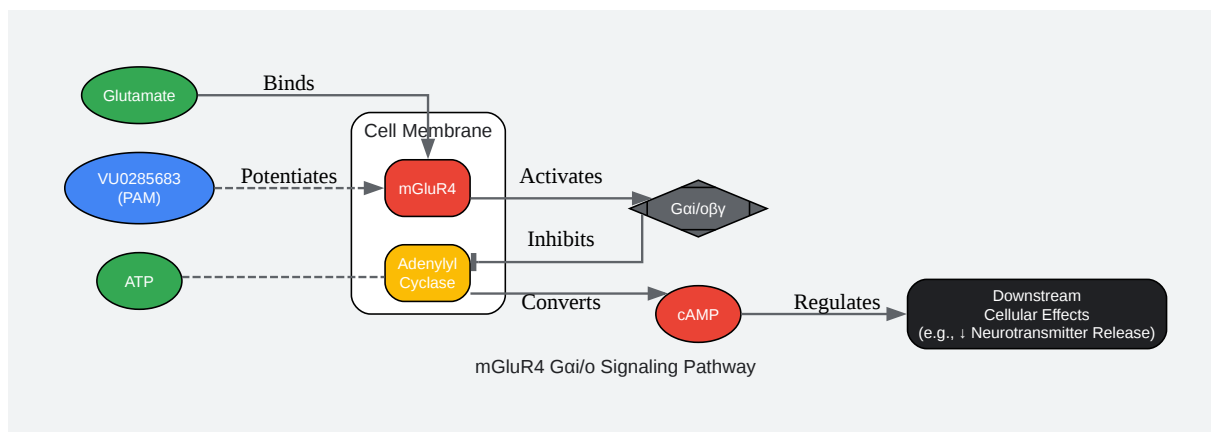 Glutamate
Binds
Cell Membrane
VU0285683
(PAM)
Potentiates
mGluR4
Activates
Gαi/oβγ
Inhibits
ATP
Adenylyl
Cyclase
Converts
cAMP
Regulates
Downstream
Cellular Effects
(e.g., ↓ Neurotransmitter Release)
mGluR4 Gαi/o Signaling Pathway